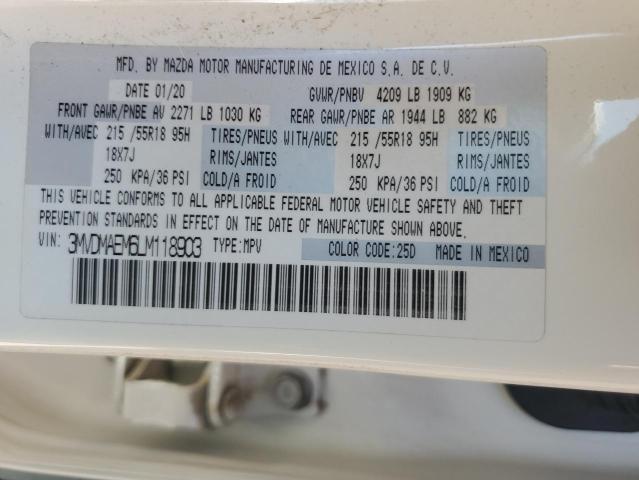 MFD. BY MAZDA MOTOR MANUFACTURING DE MEXICO S.A. DE C.V.
DATE 01/20 GVWR/PNBV 4209 LB 1909 KG
FRONT GAWR/PNBE AV 2271 LB 1030 KG REAR GAWR/PNBE AR 1944 LB 882 KG
WITH/AVEC 215 /55R18 95H TIRES/PNEUS WITH/AVEC 215 /55R18 95H TIRES/PNEUS
18X7J RIMS/JANTES 18X7J RIMS/JANTES
250 KPA/36 PSI COLD/A FROID 250 KPA/36 PSI COLD/A FROID
THIS VEHICLE CONFORMS TO ALL APPLICABLE FEDERAL MOTOR VEHICLE SAFETY AND THEFT
PREVENTION STANDARDS IN EFFECT ON THE DATE OF MANUFACTURE SHOWN ABOVE.
VIN: 3MVDMAEM6LM118903 TYPE:MPV COLOR CODE:25D MADE IN MEXICO